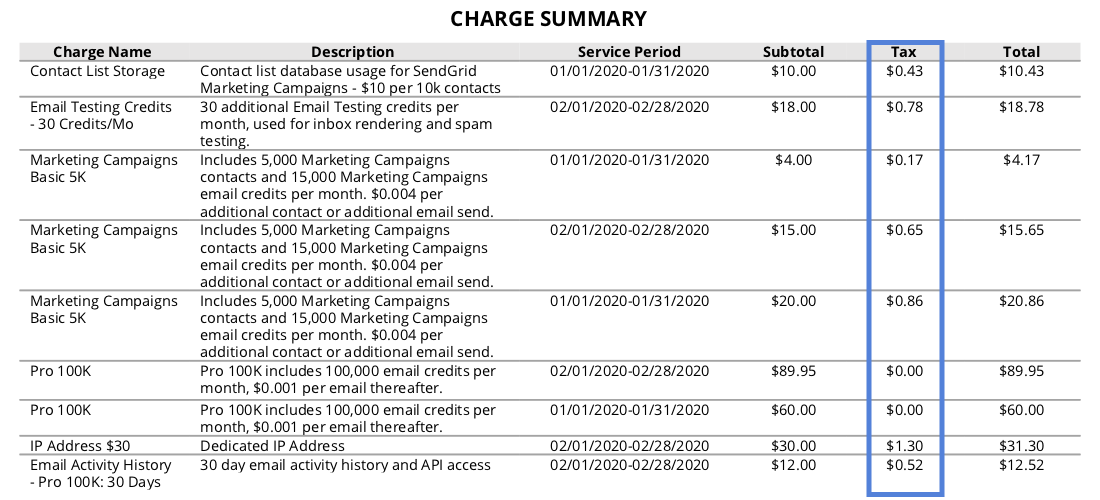 CHARGE SUMMARY
Charge Name Description Service Period Subtotal Tax Total
Contact List Storage Contact list database usage for SendGrid 01/01/2020-01/31/2020 $10.00 $0.43 $10.43
Marketing Campaigns - $10 per 10k contacts
Email Testing Credits 30 additional Email Testing credits per 02/01/2020-02/28/2020 $18.00 $0.78 $18.78
- 30 Credits/Mo month, used for inbox rendering and spam
testing.
Marketing Campaigns Includes 5,000 Marketing Campaigns 01/01/2020-01/31/2020 $4.00 $0.17 $4.17
Basic 5K contacts and 15,000 Marketing Campaigns
email credits per month. $0.004 per
additional contact or additional email send.
Marketing Campaigns Includes 5,000 Marketing Campaigns 02/01/2020-02/28/2020 $15.00 $0.65 $15.65
Basic 5K contacts and 15,000 Marketing Campaigns
email credits per month. $0.004 per
additional contact or additional email send.
Marketing Campaigns Includes 5,000 Marketing Campaigns 01/01/2020-01/31/2020 $20.00 $0.86 $20.86
Basic 5K contacts and 15,000 Marketing Campaigns
email credits per month. $0.004 per
additional contact or additional email send.
Pro 100K Pro 100K includes 100,000 email credits per 02/01/2020-02/28/2020 $89.95 $0.00 $89.95
month, $0.001 per email thereafter.
Pro 100K Pro 100K includes 100,000 email credits per 01/01/2020-01/31/2020 $60.00 $0.00 $60.00
month, $0.001 per email thereafter.
IP Address $30 Dedicated IP Address 02/01/2020-02/28/2020 $30.00 $1.30 $31.30
Email Activity History 30 day email activity history and API access 02/01/2020-02/28/2020 $12.00 $0.52 $12.52
- Pro 100K: 30 Days